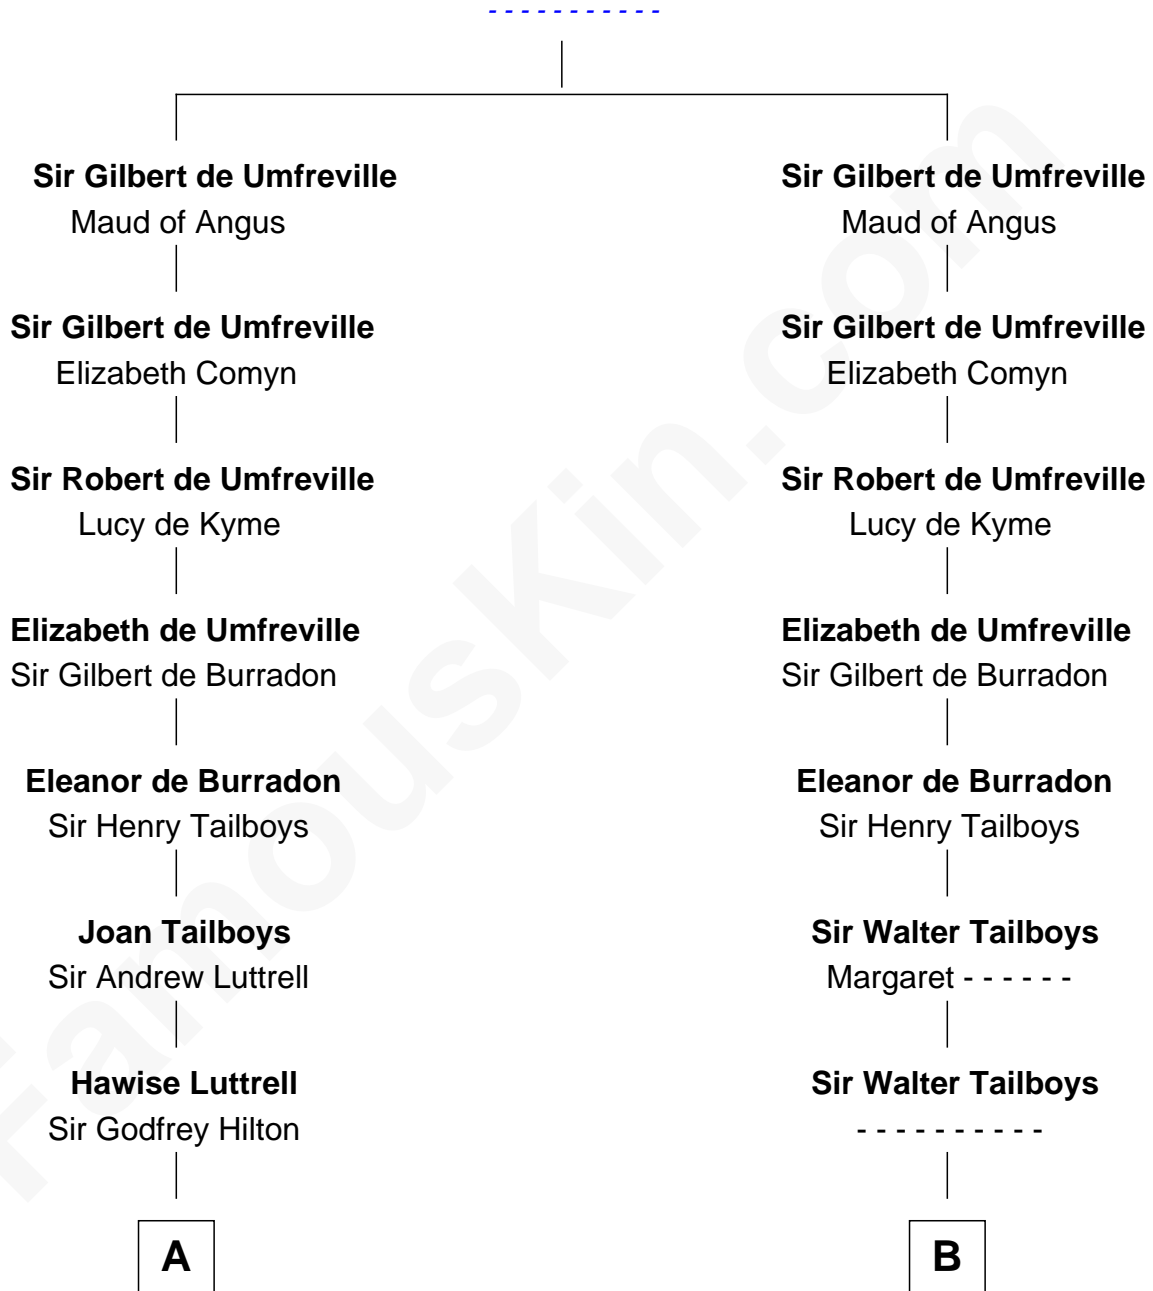 - - - - - - - - - - -
Sir Gilbert de Umfreville Sir Gilbert de Umfreville
Maud of Angus Maud of Angus
Sir Gilbert de Umfreville Sir Gilbert de Umfreville
Elizabeth Comyn Elizabeth Comyn
Sir Robert de Umfreville Sir Robert de Umfreville
Lucy de Kyme Lucy de Kyme
Elizabeth de Umfreville Elizabeth de Umfreville
Sir Gilbert de Burradon Sir Gilbert de Burradon
Eleanor de Burradon Eleanor de Burradon
Sir Henry Tailboys Sir Henry Tailboys
Joan Tailboys Sir Walter Tailboys
Sir Andrew Luttrell Margaret - - - - - -
Hawise Luttrell Sir Walter Tailboys
Sir Godfrey Hilton - - - - - - - - - -
A B
FamousKin.com